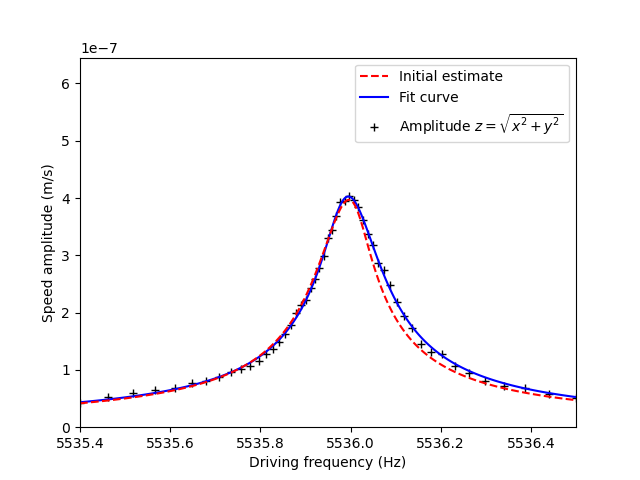 1e−7
6
5
4
3
2
1
0
Speed amplitude (m/s)
Initial estimate
Fit curve
Amplitude z = √x² + y²
5535.4 5535.6 5535.8 5536.0 5536.2 5536.4
Driving frequency (Hz)